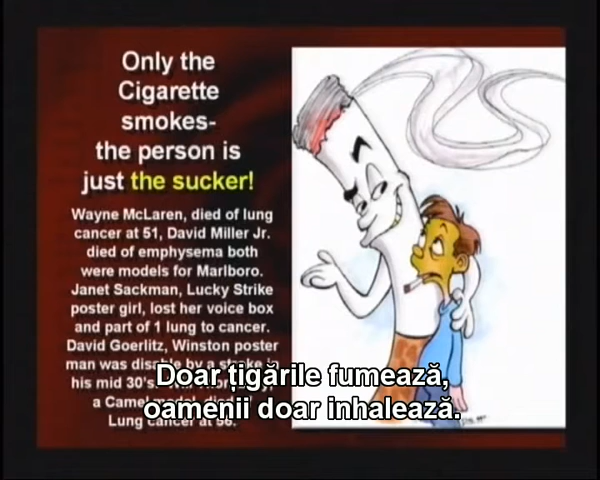 Only the
Cigarette
smokes-
the person is
just the sucker!
Wayne McLaren, died of lung
cancer at 51, David Miller Jr.
died of emphysema both
were models for Marlboro.
Janet Sackman, Lucky Strike
poster girl, lost her voice box
and part of 1 lung to cancer.
David Goerlitz, Winston poster
man was by a
his mid 30's.
a Camel
Lung cancer at 56.
Doar țigările fumează,
oamenii doar inhalează.